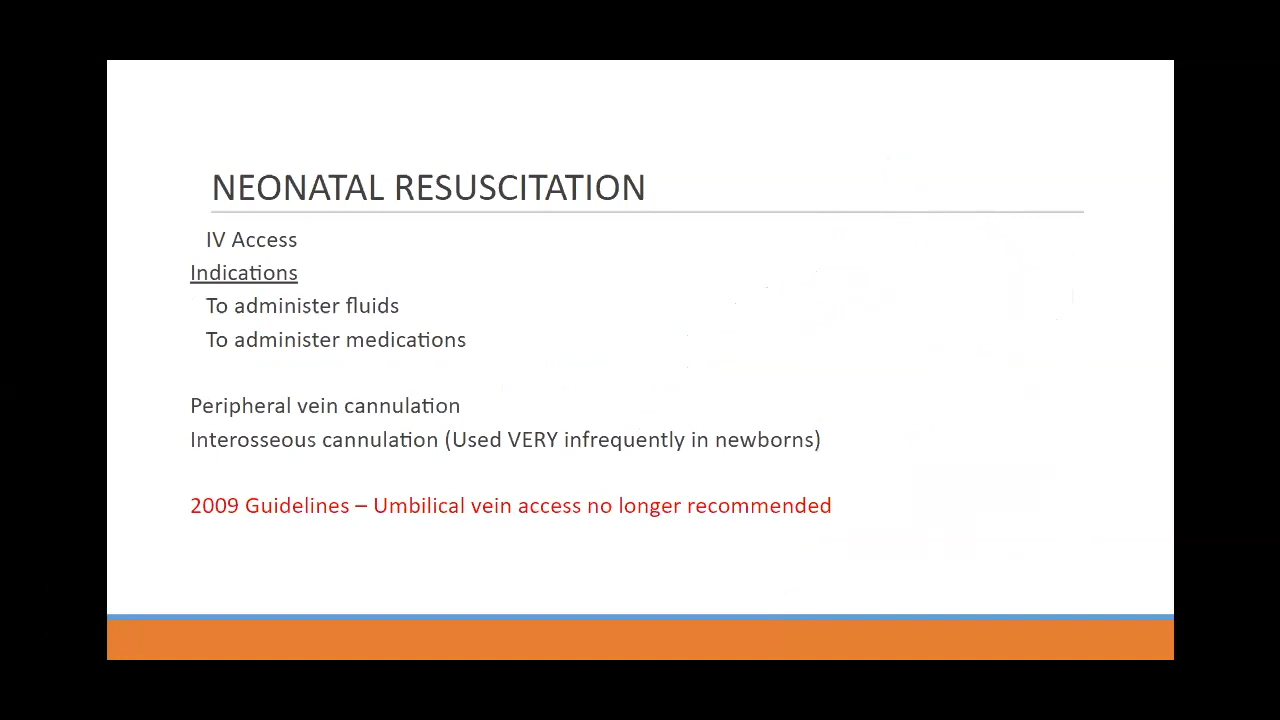 NEONATAL RESUSCITATION
IV Access
Indications
To administer fluids
To administer medications
Peripheral vein cannulation
Interosseous cannulation (Used VERY infrequently in newborns)
2009 Guidelines – Umbilical vein access no longer recommended